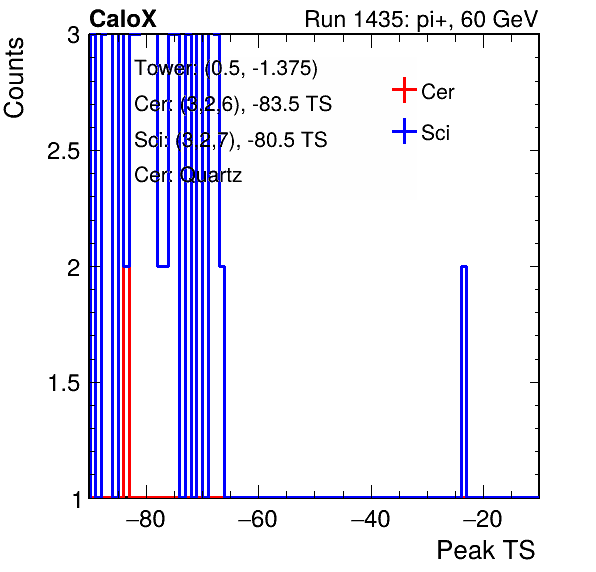 CaloX Run 1435: pi+, 60 GeV
Counts
3
2.5
2
1.5
1
Tower: (0.5, -1.375)
Cer: (3,2,6), -83.5 TS
Sci: (3,2,7), -80.5 TS
Cer: Quartz
Cer
Sci
−80 −60 −40 −20
Peak TS